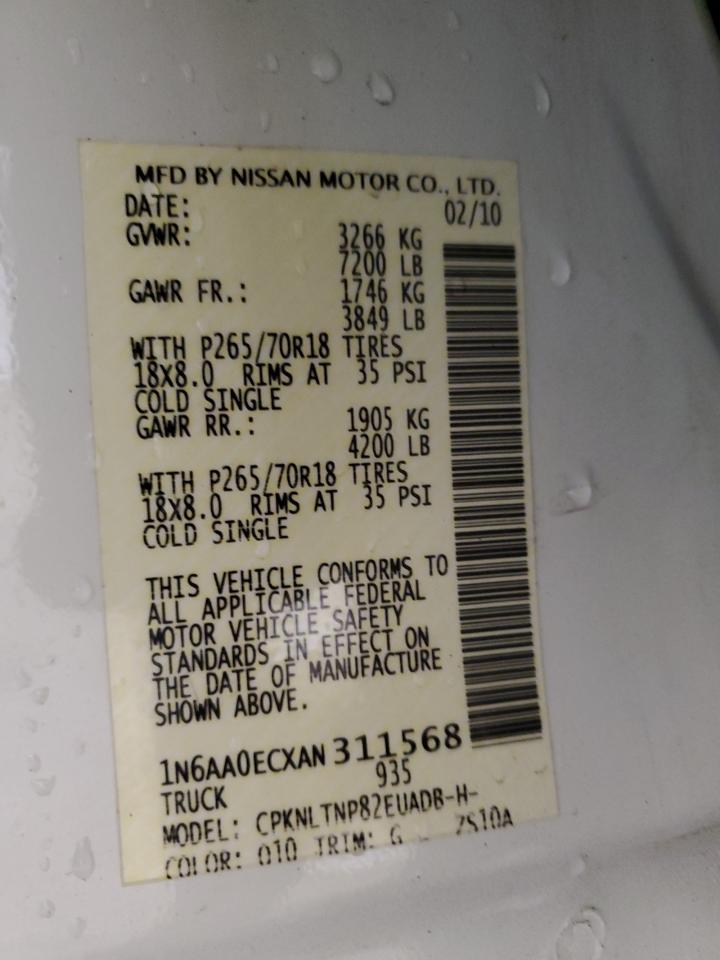 MFD BY NISSAN MOTOR CO., LTD.
DATE: 02/10
GVWR: 3266 KG
7200 LB
GAWR FR.: 1746 KG
3849 LB
WITH P265/70R18 TIRES
18X8.0 RIMS AT 35 PSI
COLD SINGLE
GAWR RR.: 1905 KG
4200 LB
WITH P265/70R18 TIRES
18X8.0 RIMS AT 35 PSI
COLD SINGLE
THIS VEHICLE CONFORMS TO
ALL APPLICABLE FEDERAL
MOTOR VEHICLE SAFETY
STANDARDS IN EFFECT ON
THE DATE OF MANUFACTURE
SHOWN ABOVE.
1N6AA0ECXAN 311568
TRUCK 935
MODEL: CPKNLTNP82EUADB-H-
COLOR: 010 TRIM: G ZS10A